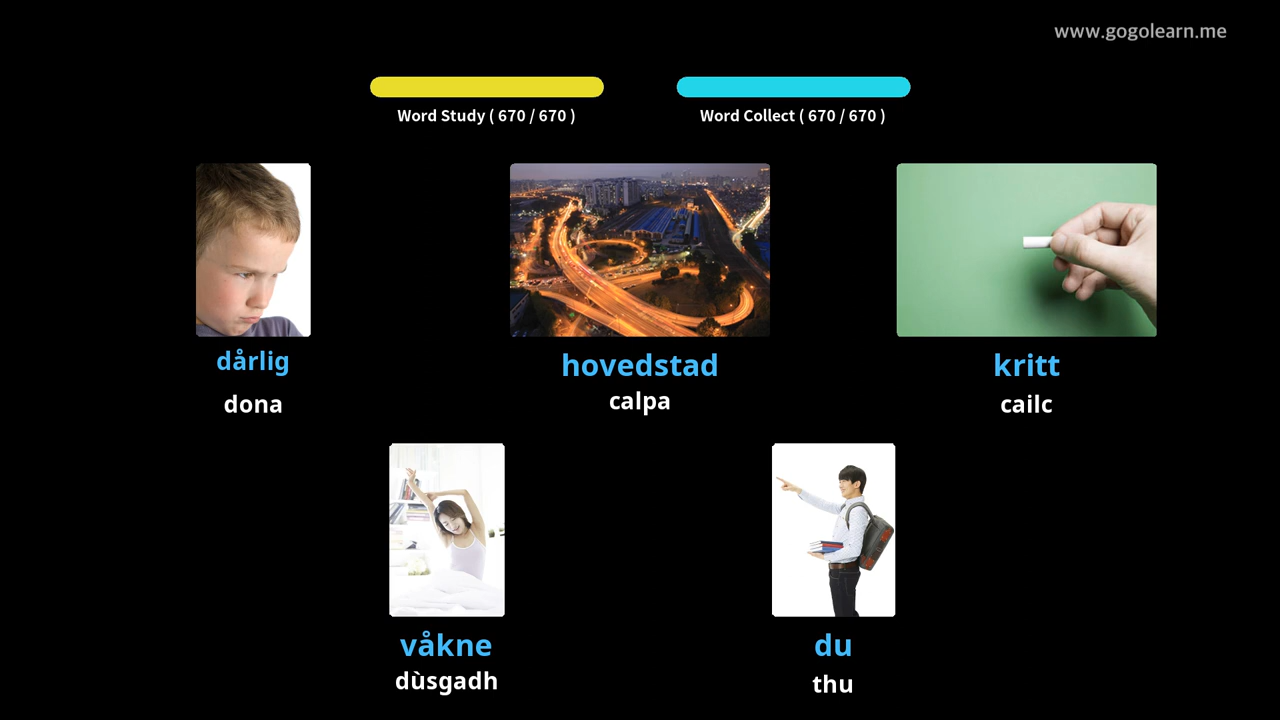 www.gogolearn.me
Word Study ( 670 / 670 )
Word Collect ( 670 / 670 )
dårlig
dona
hovedstad
calpa
kritt
cailc
våkne
dùsgadh
du
thu